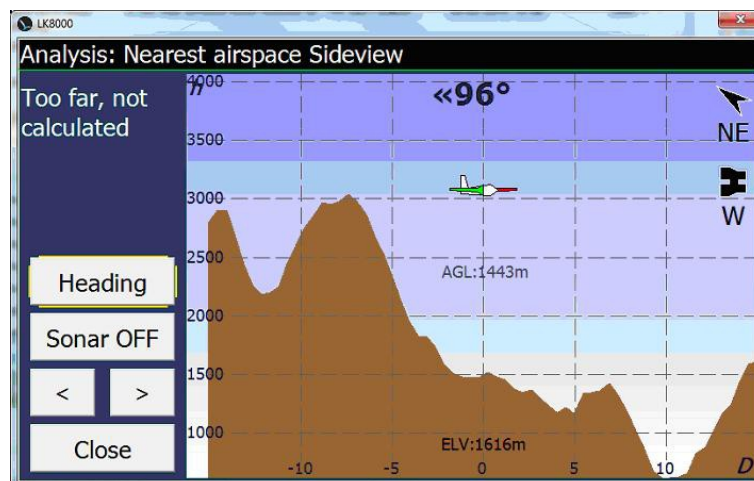 LK8000
Analysis: Nearest airspace Sideview
Too far, not
calculated
Heading
Sonar OFF
< >
Close
h
4000
3500
3000
2500
2000
1500
1000
«96°
NE
W
AGL:1443m
ELV:1616m
-10 -5 0 5 10 D